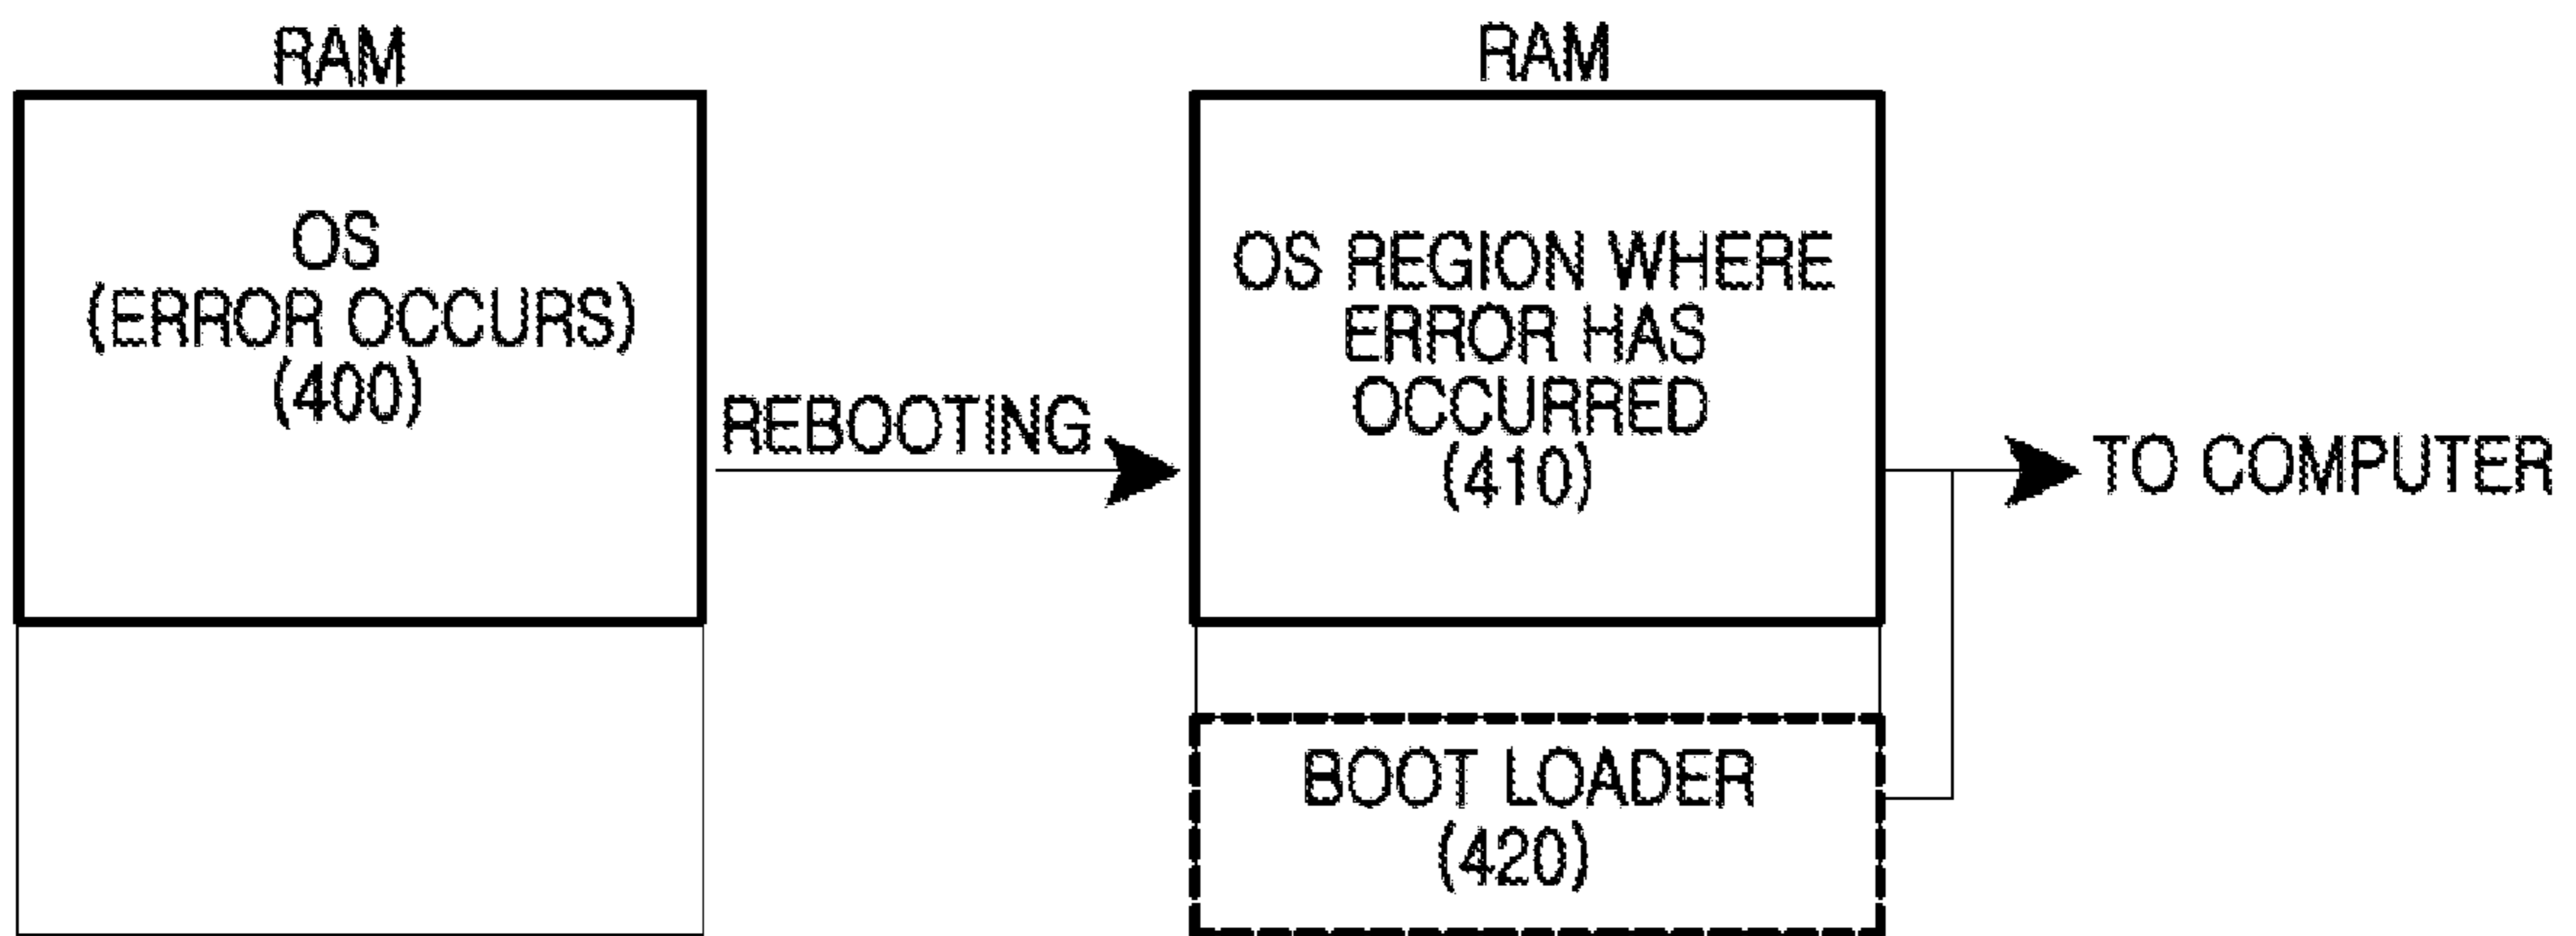 RAM
OS
(ERROR OCCURS)
(400)
REBOOTING
RAM
OS REGION WHERE
ERROR HAS
OCCURRED
(410)
BOOT LOADER
(420)
TO COMPUTER